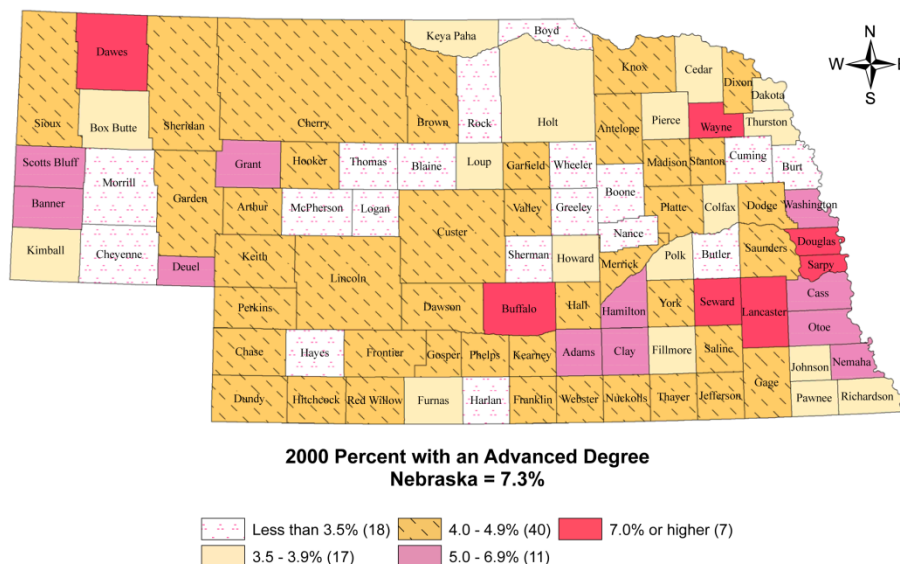 Keya Paha Boyd
Dawes
Knox Cedar
N
W E
S
Dixon
Dakota
Sioux Box Butte Sheridan Cherry Brown Rock Holt Antelope Pierce Wayne Thurston
Scotts Bluff Morrill Grant Hooker Thomas Blaine Loup Garfield Wheeler Madison Stanton Cuming Burt
Banner Garden Arthur McPherson Logan Custer Valley Greeley Boone Platte Colfax Dodge Washington
Kimball Cheyenne Deuel Keith Lincoln Sherman Howard Nance Merrick Polk Butler Saunders Douglas
Sarpy
Perkins Dawson Buffalo Hall Hamilton York Seward Lancaster Cass
Otoe
Chase Hayes Frontier Gosper Phelps Kearney Adams Clay Fillmore Saline Johnson Nemaha
Dundy Hitchcock Red Willow Furnas Harlan Franklin Webster Nuckolls Thayer Jefferson Gage Pawnee Richardson
2000 Percent with an Advanced Degree
Nebraska = 7.3%
Less than 3.5% (18) 4.0 - 4.9% (40) 7.0% or higher (7)
3.5 - 3.9% (17) 5.0 - 6.9% (11)